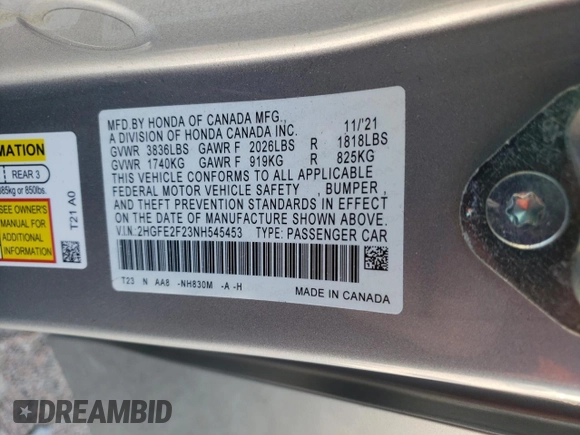 MFD BY HONDA OF CANADA MFG.,
A DIVISION OF HONDA CANADA INC. 11/'21
GVWR 3836LBS GAWR F 2026LBS R 1818LBS
GVWR 1740KG GAWR F 919KG R 825KG
THIS VEHICLE CONFORMS TO ALL APPLICABLE
FEDERAL MOTOR VEHICLE SAFETY , BUMPER ,
AND THEFT PREVENTION STANDARDS IN EFFECT
ON THE DATE OF MANUFACTURE SHOWN ABOVE.
V.I.N: 2HGFE2F23NH545453 TYPE: PASSENGER CAR
T23 N AA8 -NH830M -A -H
MADE IN CANADA
MATION
REAR 3
385kg or 850lbs.
SEE OWNER'S
MANUAL FOR
ADDITIONAL
INFORMATION
T21 A0
DREAMBID